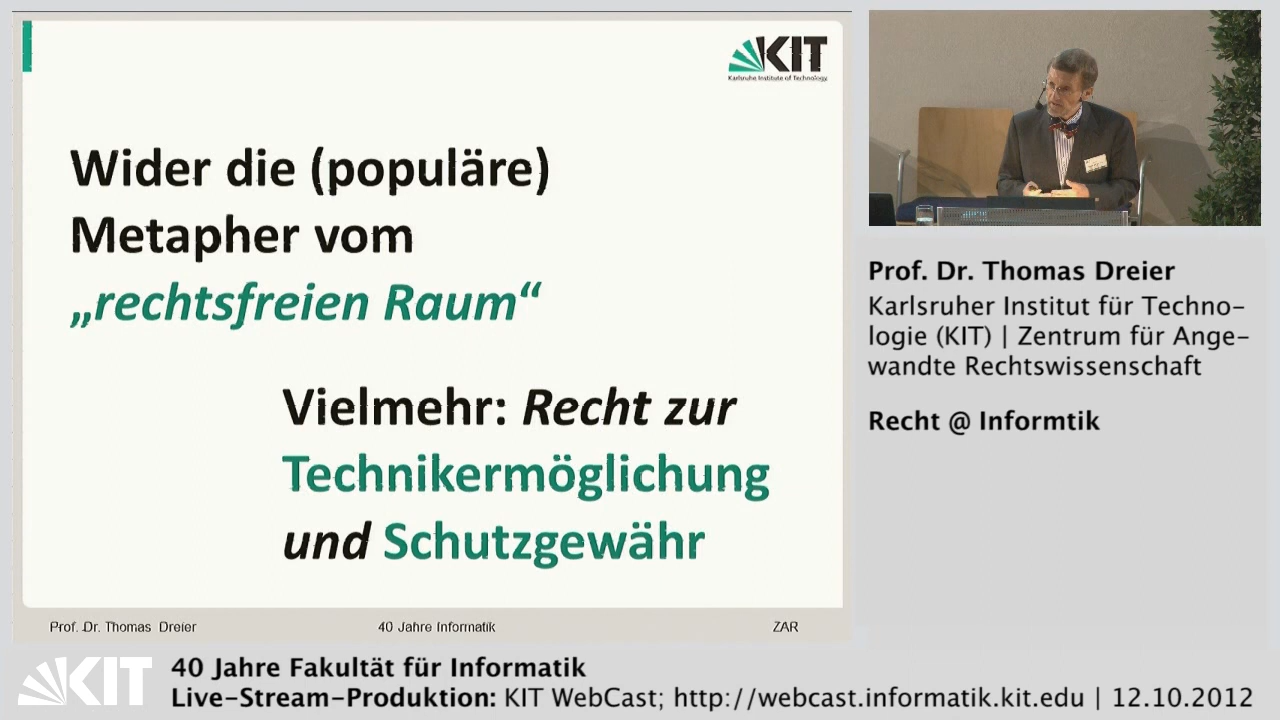 KIT
Karlsruhe Institute of Technology
Wider die (populäre)
Metapher vom
„rechtsfreien Raum“
Vielmehr: Recht zur
Technikermöglichung
und Schutzgewähr
Prof. Dr. Thomas Dreier
40 Jahre Informatik
ZAR
Prof. Dr. Thomas Dreier
Karlsruher Institut für Techno-
logie (KIT) | Zentrum für Ange-
wandte Rechtswissenschaft
Recht @ Informtik
KIT
40 Jahre Fakultät für Informatik
Live-Stream-Produktion: KIT WebCast; http://webcast.informatik.kit.edu | 12.10.2012